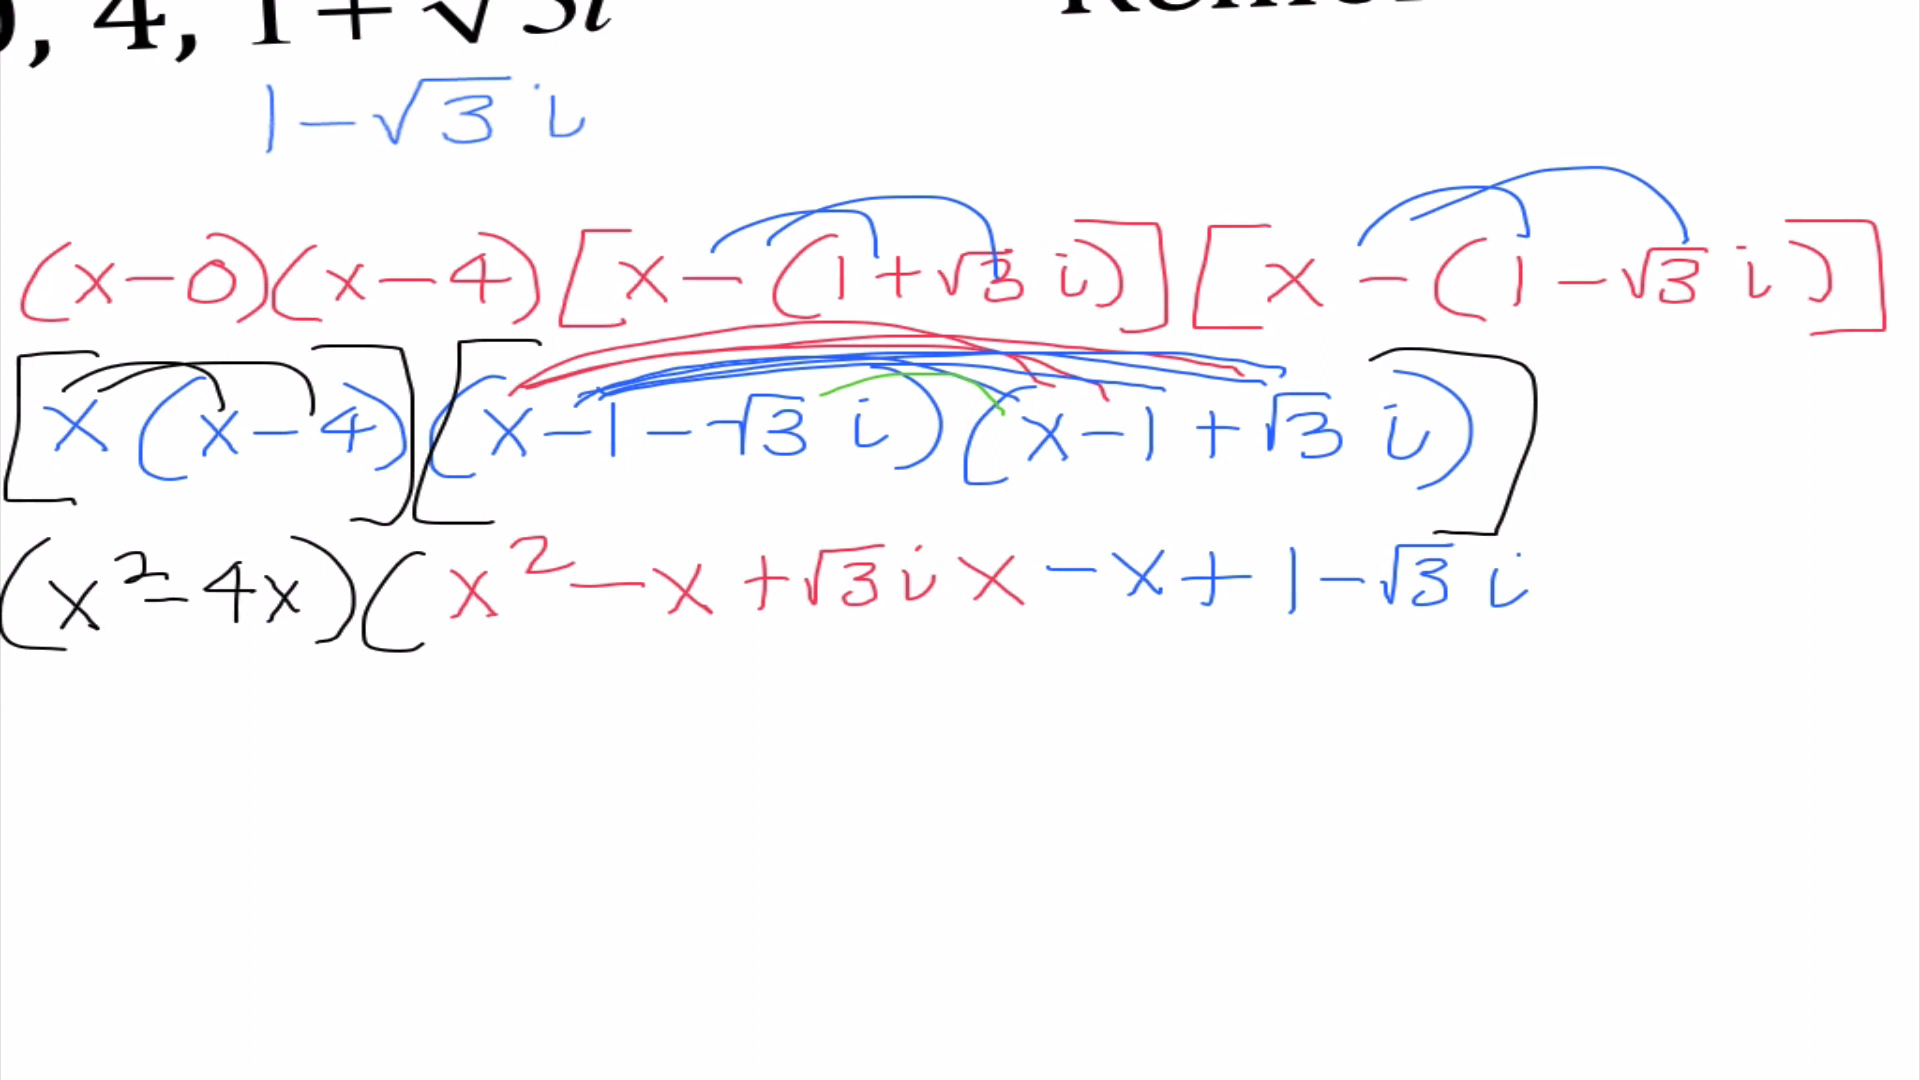 , 4, 1 + √3i
1 - √3 i
(x - 0)(x - 4)[x - (1 + √3 i)][x - (1 - √3 i)]
[x(x - 4)][(x - 1 - √3 i)(x - 1 + √3 i)]
(x² - 4x)(x² - x + √3 i x - x + 1 - √3 i